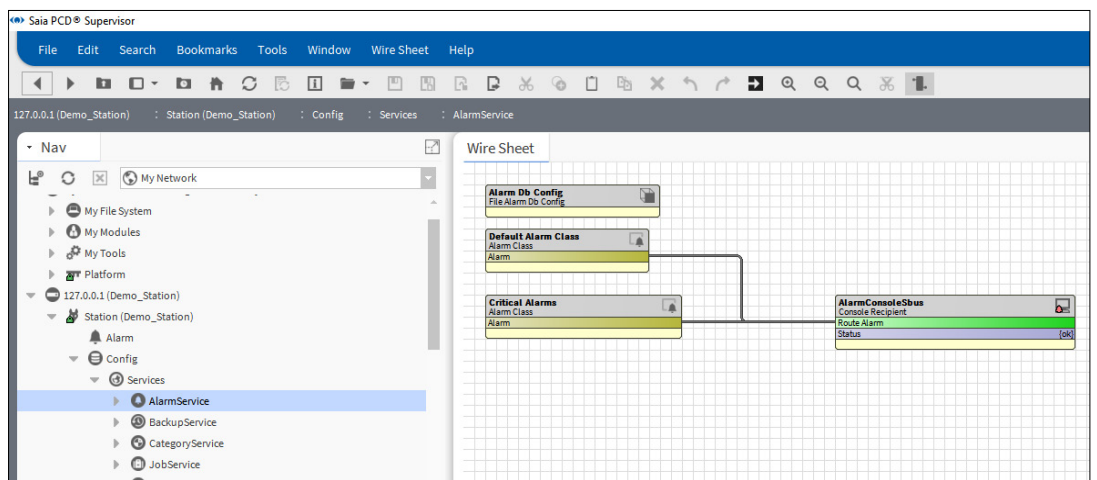 Saia PCD® Supervisor
File Edit Search Bookmarks Tools Window Wire Sheet Help
127.0.0.1 (Demo_Station) : Station (Demo_Station) : Config : Services : AlarmService
Nav
My Network
My File System
My Modules
My Tools
Platform
127.0.0.1 (Demo_Station)
Station (Demo_Station)
Alarm
Config
Services
AlarmService
BackupService
CategoryService
JobService
Wire Sheet
Alarm Db Config
File Alarm Db Config
Default Alarm Class
Alarm Class
Alarm
Critical Alarms
Alarm Class
Alarm
AlarmConsoleSbus
Console Recipient
Route Alarm
Status {ok}